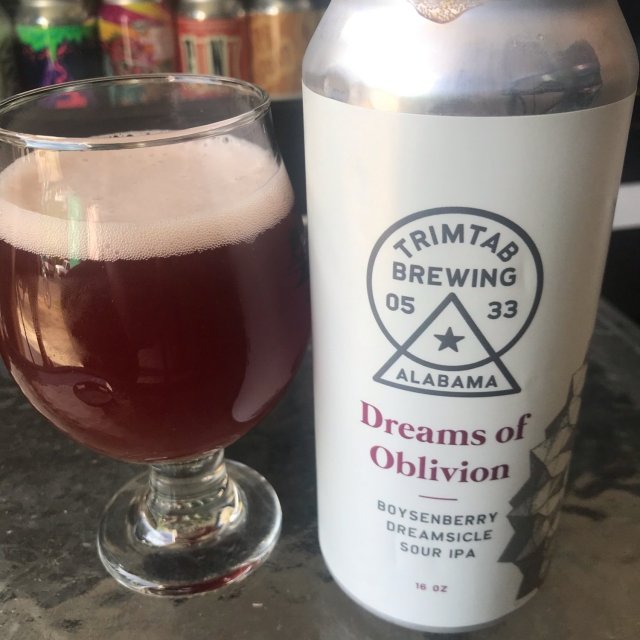 TRIMTAB
BREWING
05 33
ALABAMA
Dreams of
Oblivion
BOYSENBERRY
DREAMSICLE
SOUR IPA
16 OZ